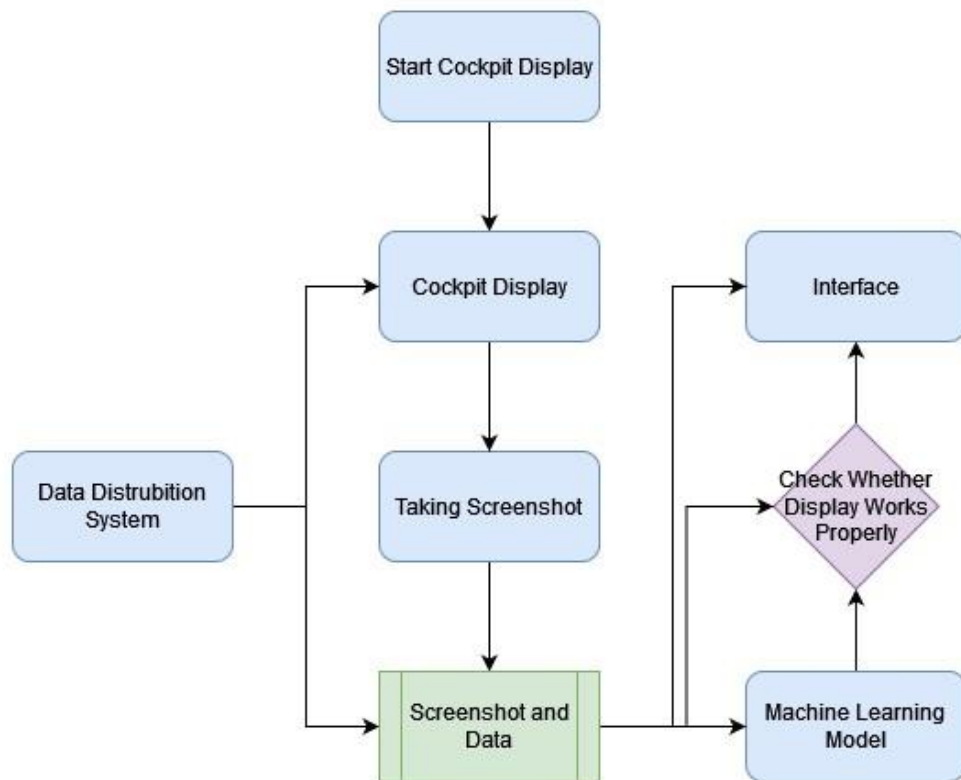 Start Cockpit Display
Cockpit Display
Interface
Data Distrubition
System
Taking Screenshot
Check Whether
Display Works
Properly
Screenshot and
Data
Machine Learning
Model